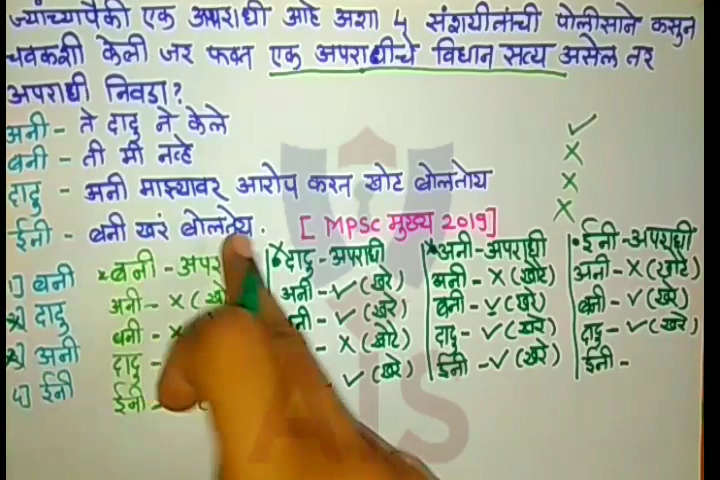 ज्यांच्यापैकी एक अपराधी आहे अशा 4 संशयीतांची पोलीसाने कसुन
चवकशी केली जर फक्त एक अपराधीचे विधान सत्य असेल तर
अपराधी निवडा?
अनी - ते दादु ने केले ✓
बनी - ती मी नव्हे ×
दादु - अनी माझ्यावर आरोप करुन खोट बोलतोय ×
ईनी - बनी खरं बोलतेय. [MPSC मुख्य 2019] ×
1] बनी
2] दादु
3] अनी
4] ईनी
×बनी - अपरा
अनी - × (खो
बनी - ×
दादु -
ईनी -
×दादु - अपराधी
अनी - ✓ (खरे)
नी - ✓ (खरे)
- × (खोटे)
✓ (खरे)
*अनी - अपराधी
अनी - × (खोटे)
बनी - ✓ (खरे)
दादु - ✓ (खरे)
ईनी - ✓ (खरे)
•ईनी - अपराधी
अनी - × (खोटे)
बनी - ✓ (खरे)
दादु - ✓ (खरे)
ईनी -
AJS